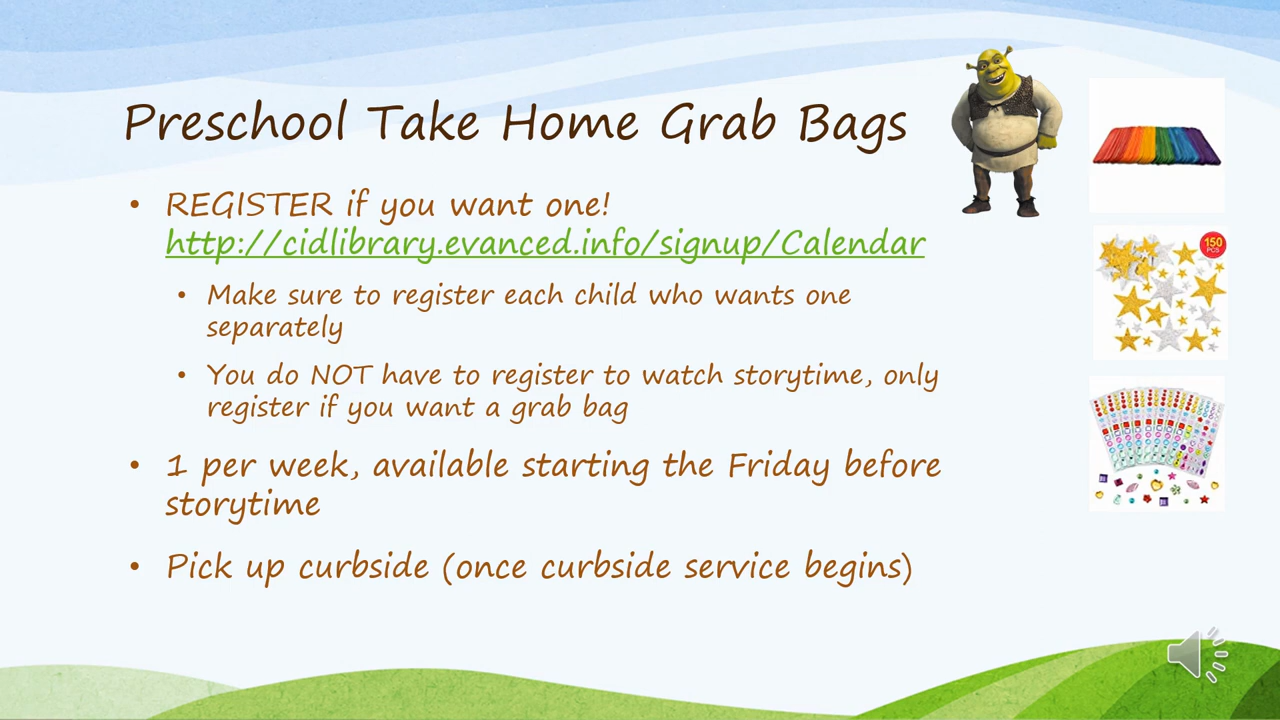 Preschool Take Home Grab Bags
• REGISTER if you want one!
http://cidlibrary.evanced.info/signup/Calendar
• Make sure to register each child who wants one
separately
• You do NOT have to register to watch storytime, only
register if you want a grab bag
• 1 per week, available starting the Friday before
storytime
• Pick up curbside (once curbside service begins)
150
PCS